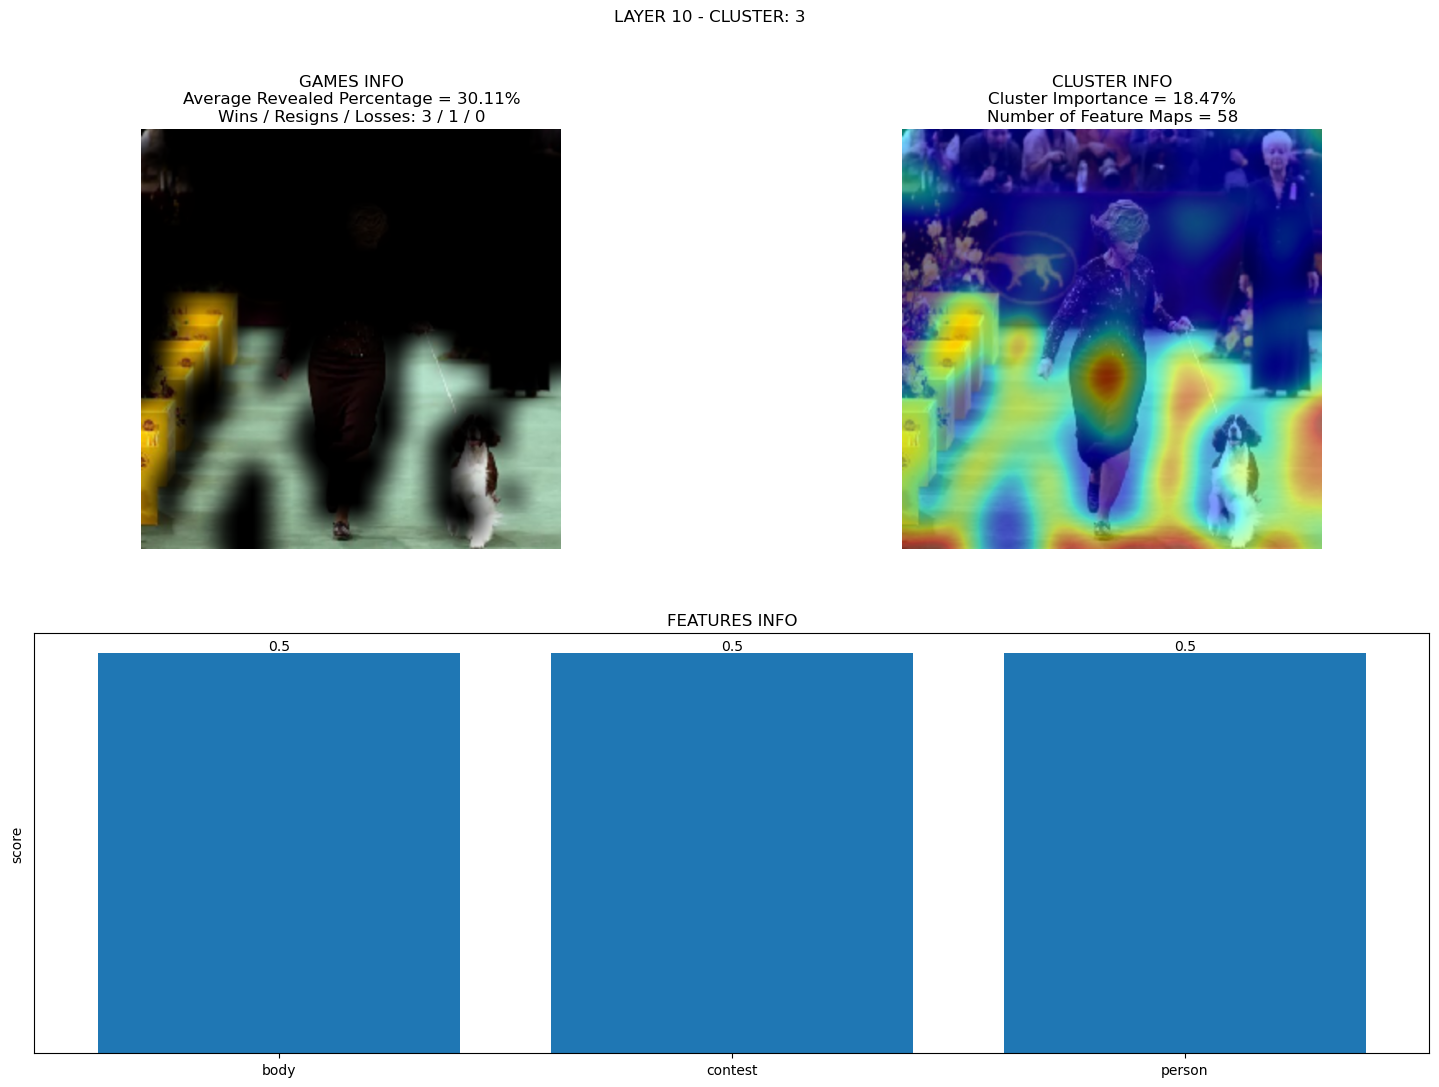 LAYER 10 - CLUSTER: 3
GAMES INFO
Average Revealed Percentage = 30.11%
Wins / Resigns / Losses: 3 / 1 / 0
CLUSTER INFO
Cluster Importance = 18.47%
Number of Feature Maps = 58
FEATURES INFO
score
0.5
0.5
0.5
body
contest
person